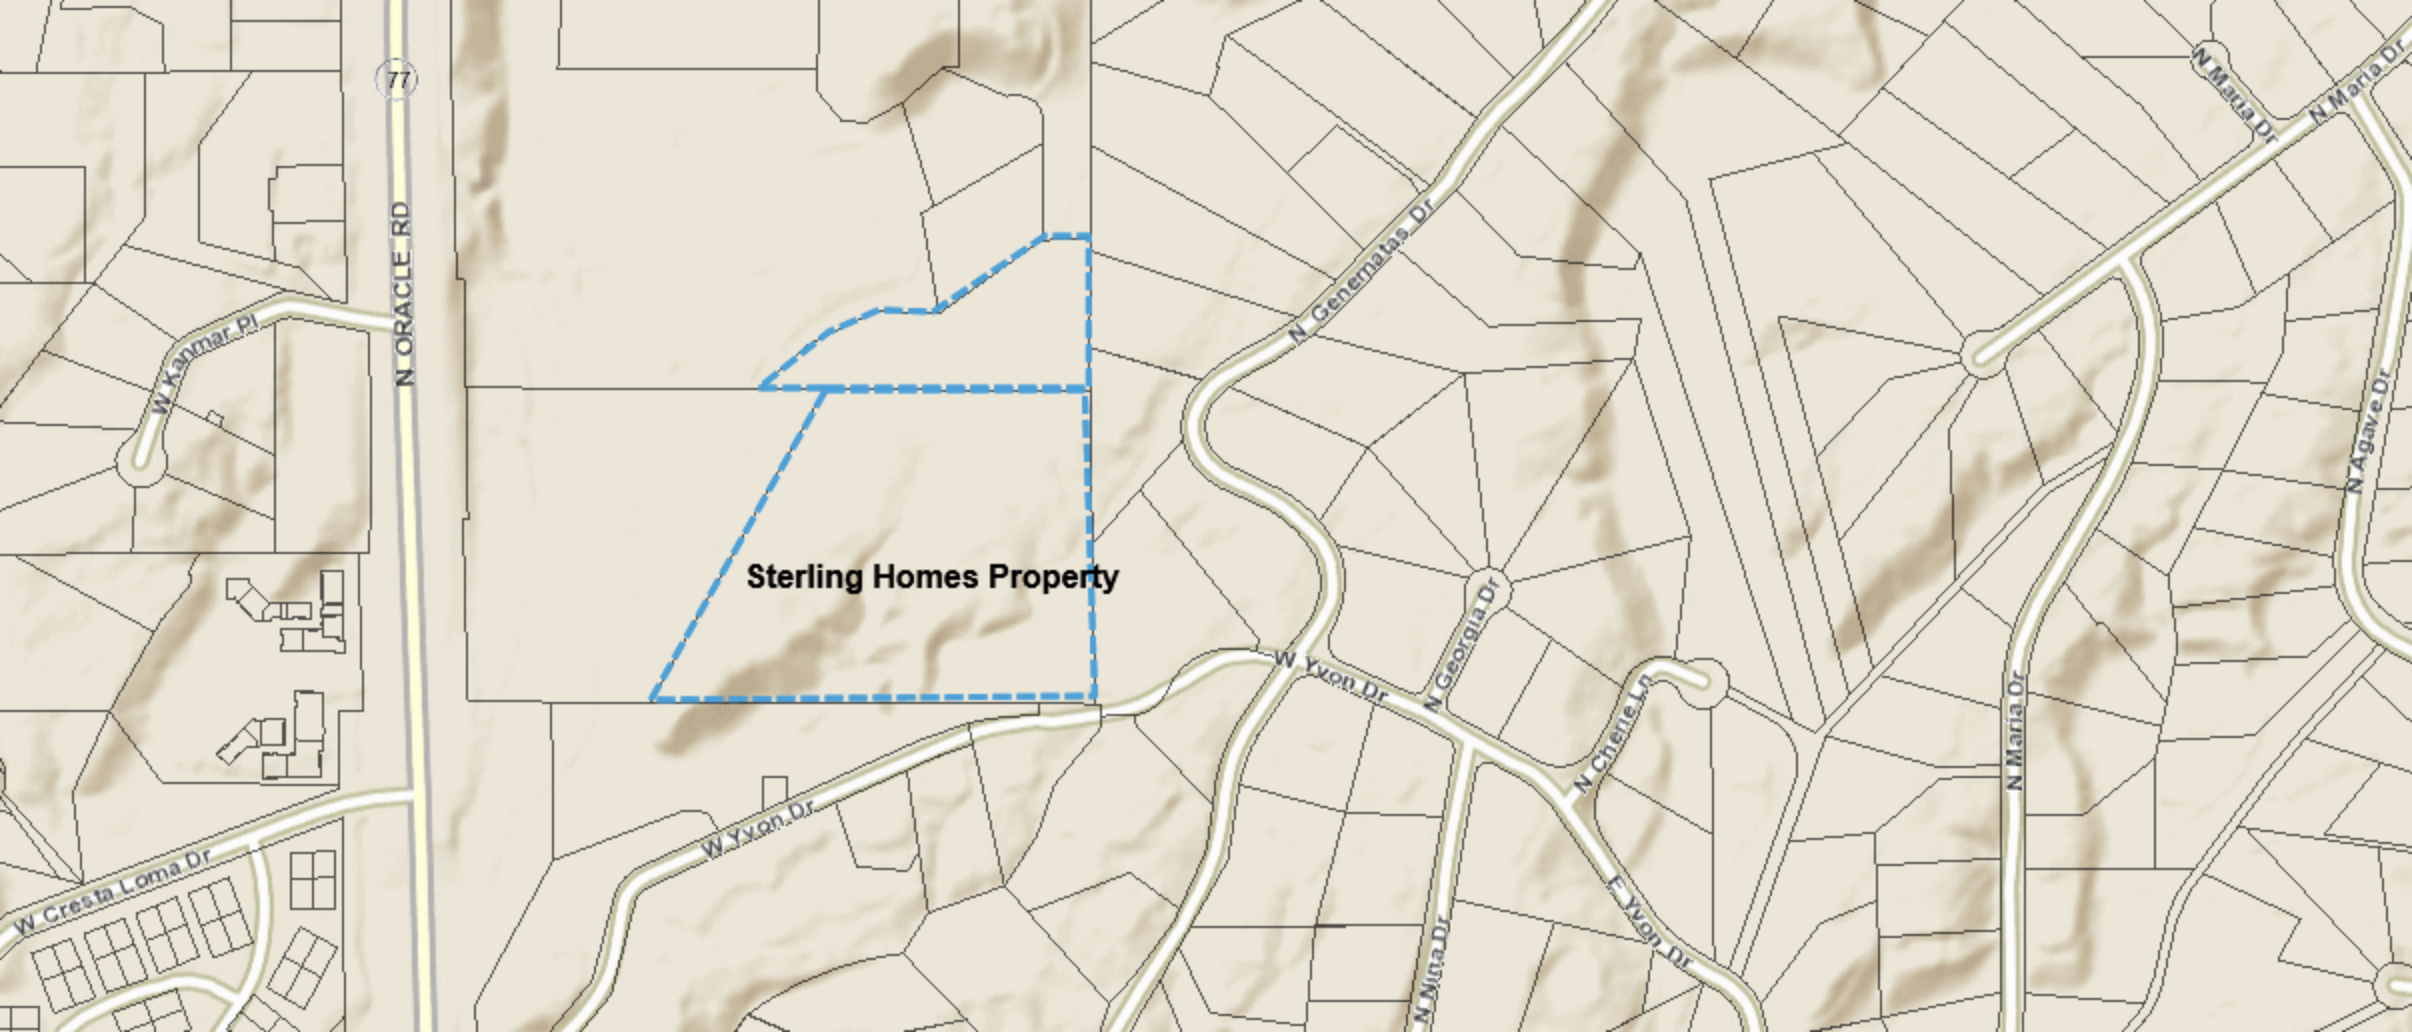 77
N Maria Dr
N Maria Dr
N ORACLE RD
N Genematas Dr
W Kanmar Pl
N Agave Dr
Sterling Homes Property
N Georgia Dr
W Yvon Dr
N Cherie Ln
N Maria Dr
W Yvon Dr
W Cresta Loma Dr
E Yvon Dr
N Nina Dr